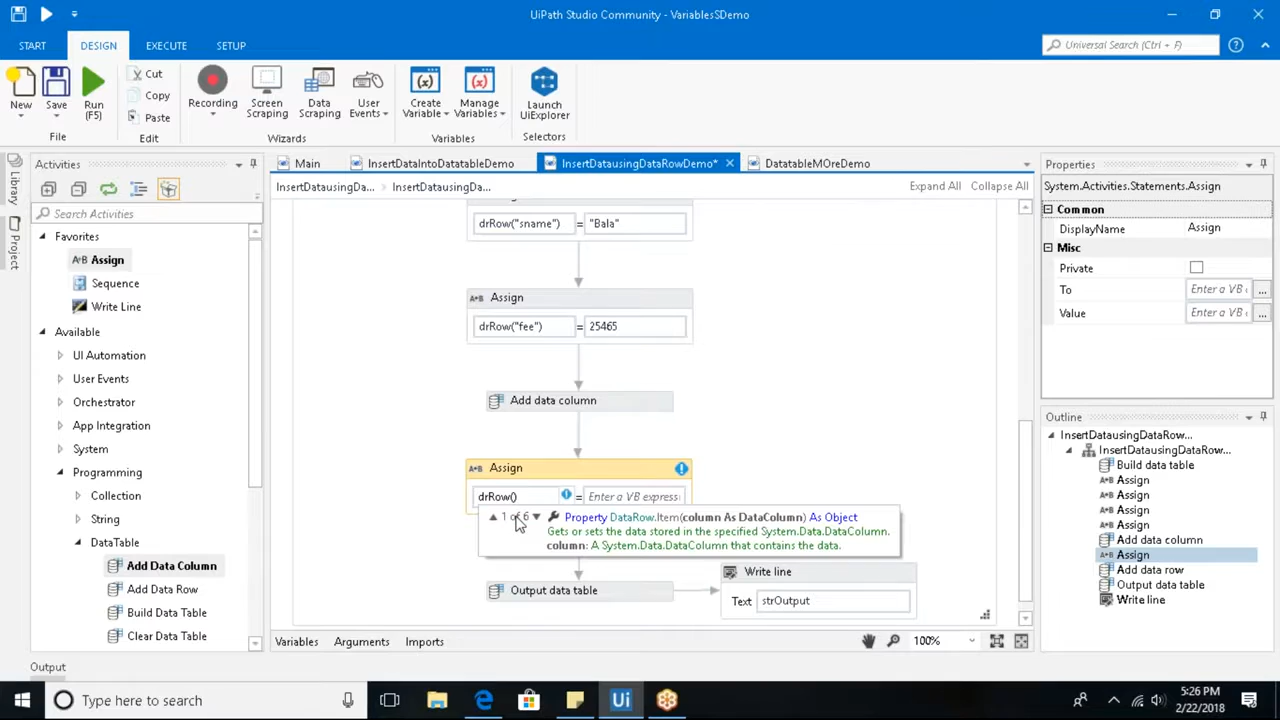 UiPath Studio Community - VariablesSDemo
START DESIGN EXECUTE SETUP
Universal Search (Ctrl + F)
New
Save
Run
(F5)
Cut
Copy
Paste
Recording
Screen
Scraping
Data
Scraping
User
Events
Create
Variable
Manage
Variables
Launch
UiExplorer
File Edit Wizards Variables Selectors
Library
Project
Activities
Search Activities
Favorites
Assign
Sequence
Write Line
Available
UI Automation
User Events
Orchestrator
App Integration
System
Programming
Collection
String
DataTable
Add Data Column
Add Data Row
Build Data Table
Clear Data Table
Main InsertDataIntoDatatableDemo InsertDatausingDataRowDemo* DatatableMOreDemo
InsertDatausingDa... InsertDatausingDa... Expand All Collapse All
drRow("sname") = "Bala"
A+B Assign
drRow("fee") = 25465
Add data column
A+B Assign
drRow() = Enter a VB express
1 of 6 Property DataRow.Item(column As DataColumn) As Object
Gets or sets the data stored in the specified System.Data.DataColumn.
column: A System.Data.DataColumn that contains the data.
Output data table
Write line
Text strOutput
Variables Arguments Imports 100%
Properties
System.Activities.Statements.Assign
Common
DisplayName Assign
Misc
Private
To Enter a VB e ...
Value Enter a VB e ...
Outline
InsertDatausingDataRow...
InsertDatausingDataRow...
Build data table
Assign
Assign
Assign
Add data column
Assign
Add data row
Output data table
Write line
Output
Type here to search
Ui
5:26 PM
2/22/2018